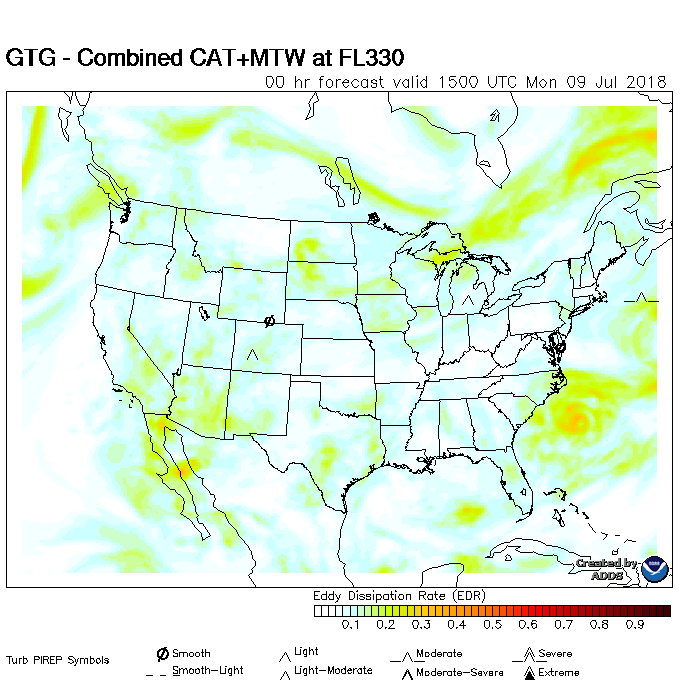 GTG - Combined CAT+MTW at FL330
00 hr forecast valid 1500 UTC Mon 09 Jul 2018
Created by
ADDS
Eddy Dissipation Rate (EDR)
0.1 0.2 0.3 0.4 0.5 0.6 0.7 0.8 0.9
Turb PIREP Symbols
Smooth Light Moderate Severe
Smooth-Light Light-Moderate Moderate-Severe Extreme